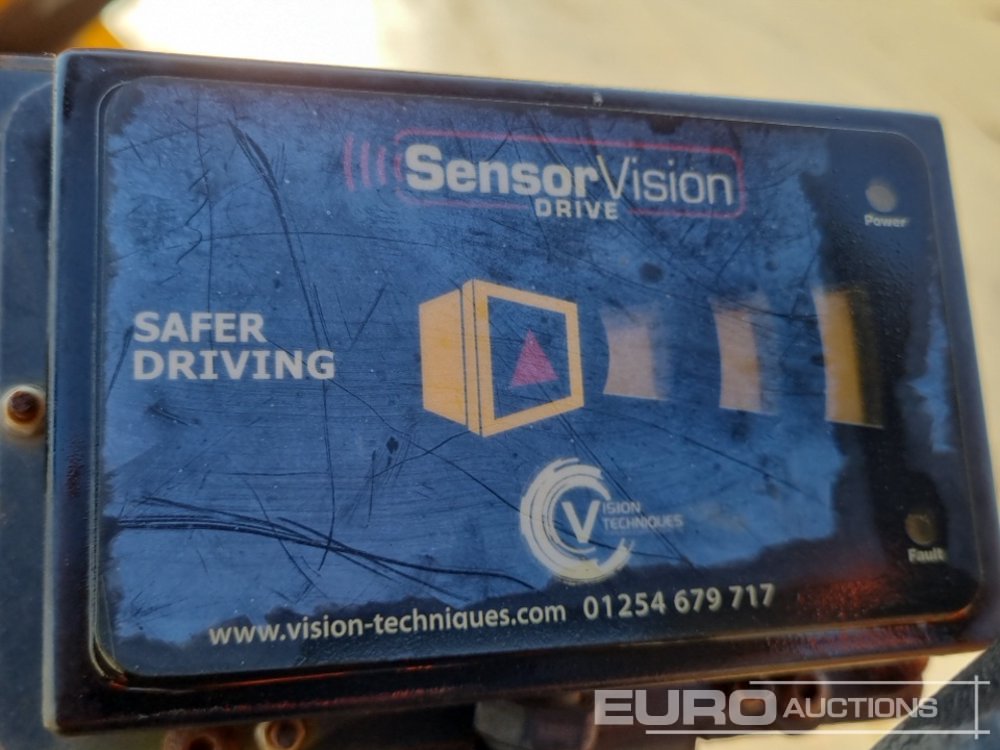 SensorVision
DRIVE
Power
SAFER
DRIVING
VISION
TECHNIQUES
Fault
www.vision-techniques.com 01254 679 717
EURO AUCTIONS